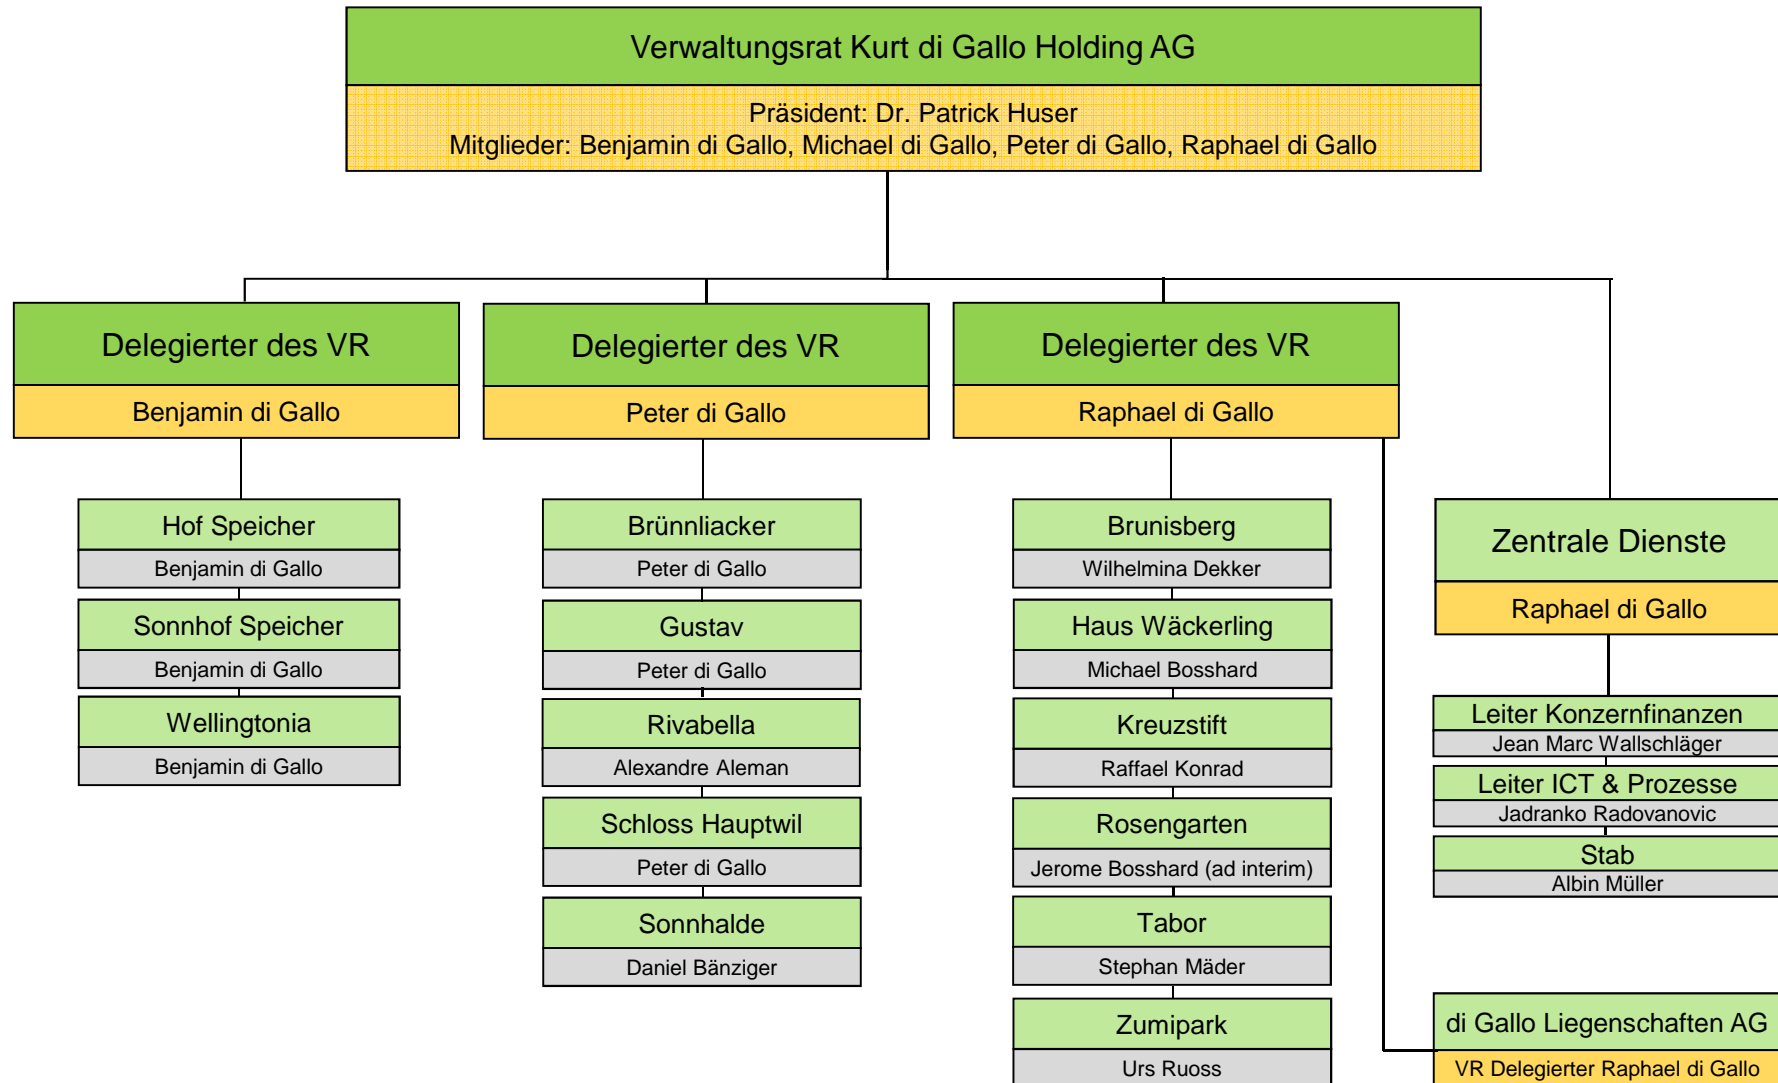 Verwaltungsrat Kurt di Gallo Holding AG
Präsident: Dr. Patrick Huser
Mitglieder: Benjamin di Gallo, Michael di Gallo, Peter di Gallo, Raphael di Gallo
Delegierter des VR
Benjamin di Gallo
Hof Speicher
Benjamin di Gallo
Sonnhof Speicher
Benjamin di Gallo
Wellingtonia
Benjamin di Gallo
Delegierter des VR
Peter di Gallo
Brünnliacker
Peter di Gallo
Gustav
Peter di Gallo
Rivabella
Alexandre Aleman
Schloss Hauptwil
Peter di Gallo
Sonnhalde
Daniel Bänziger
Delegierter des VR
Raphael di Gallo
Brunisberg
Wilhelmina Dekker
Haus Wäckerling
Michael Bosshard
Kreuzstift
Raffael Konrad
Rosengarten
Jerome Bosshard (ad interim)
Tabor
Stephan Mäder
Zumipark
Urs Ruoss
Zentrale Dienste
Raphael di Gallo
Leiter Konzernfinanzen
Jean Marc Wallschläger
Leiter ICT & Prozesse
Jadranko Radovanovic
Stab
Albin Müller
di Gallo Liegenschaften AG
VR Delegierter Raphael di Gallo